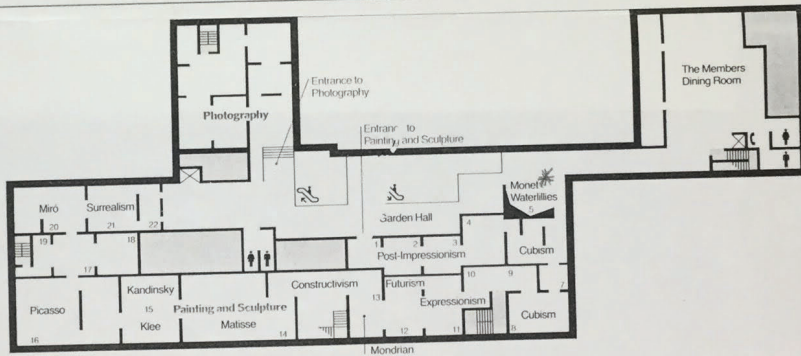 The Members
Dining Room
Entrance to
Photography
Photography
Entrance to
Painting and Sculpture
Monet
Waterlillies
5
Miró
20
Surrealism
21
22
Garden Hall
4
19
18
17
1
2
3
Post-Impressionism
Cubism
Kandinsky
15
Klee
Constructivism
Futurism
10
9
7
Picasso
16
Painting and Sculpture
Matisse
14
13
Expressionism
12
11
8
Cubism
Mondrian